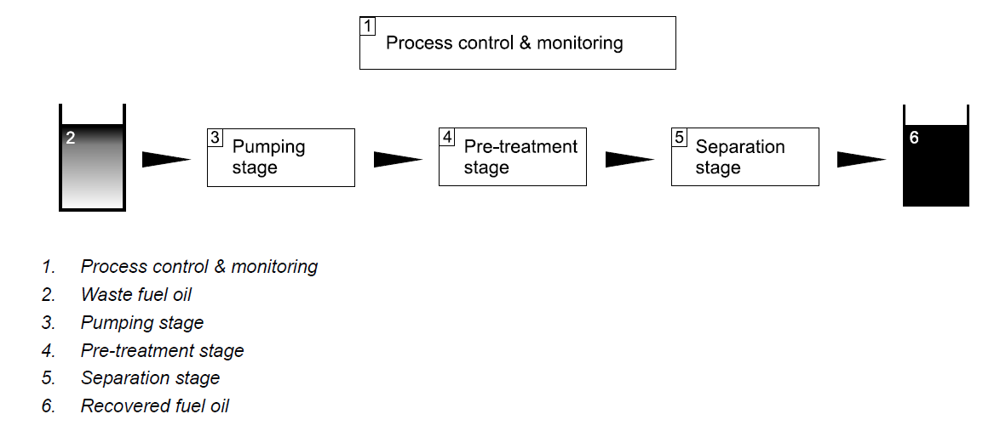 1
Process control & monitoring
2
3
Pumping
stage
4
Pre-treatment
stage
5
Separation
stage
6
1. Process control & monitoring
2. Waste fuel oil
3. Pumping stage
4. Pre-treatment stage
5. Separation stage
6. Recovered fuel oil